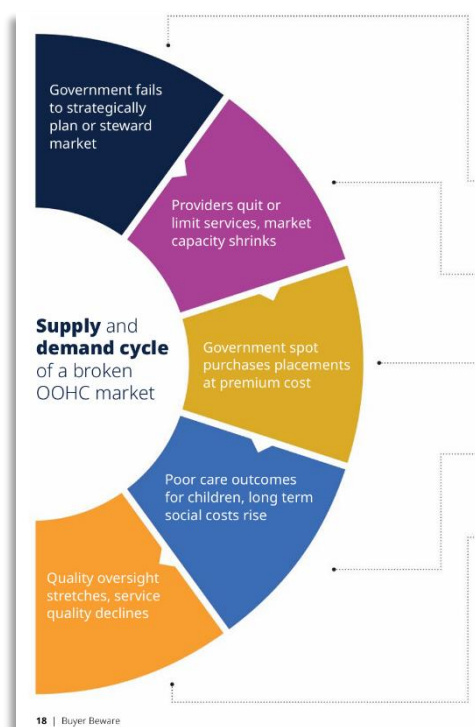 Government fails
to strategically
plan or steward
market
Providers quit or
limit services, market
capacity shrinks
Supply and
demand cycle
of a broken
OOHC market
Government spot
purchases placements
at premium cost
Poor care outcomes
for children, long term
social costs rise
Quality oversight
stretches, service
quality declines
18 | Buyer Beware